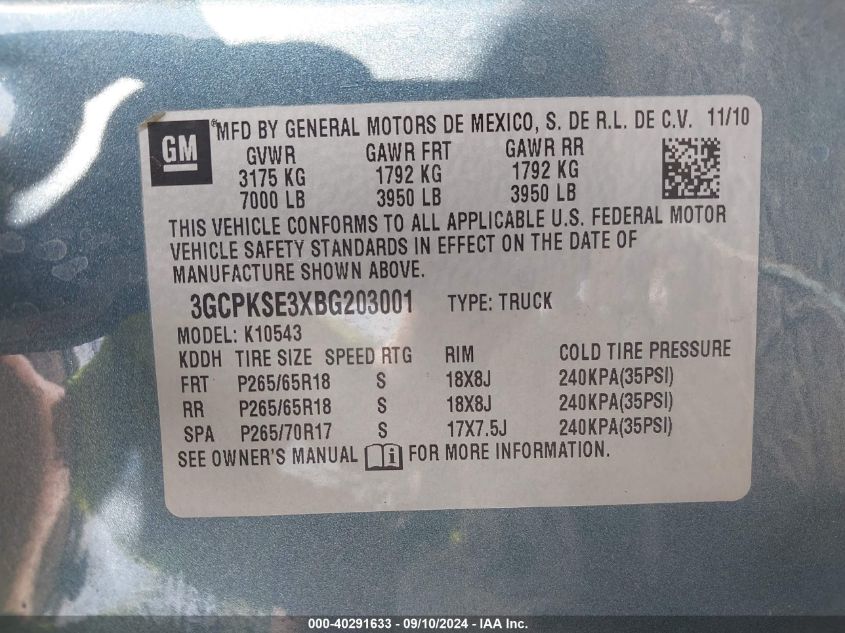 GM ® MFD BY GENERAL MOTORS DE MEXICO, S. DE R.L. DE C.V. 11/10
GVWR GAWR FRT GAWR RR
3175 KG 1792 KG 1792 KG
7000 LB 3950 LB 3950 LB
THIS VEHICLE CONFORMS TO ALL APPLICABLE U.S. FEDERAL MOTOR
VEHICLE SAFETY STANDARDS IN EFFECT ON THE DATE OF
MANUFACTURE SHOWN ABOVE.
3GCPKSE3XBG203001 TYPE: TRUCK
MODEL: K10543
KDDH TIRE SIZE SPEED RTG RIM COLD TIRE PRESSURE
FRT P265/65R18 S 18X8J 240KPA(35PSI)
RR P265/65R18 S 18X8J 240KPA(35PSI)
SPA P265/70R17 S 17X7.5J 240KPA(35PSI)
SEE OWNER'S MANUAL i FOR MORE INFORMATION.
000-40291633 - 09/10/2024 - IAA Inc.